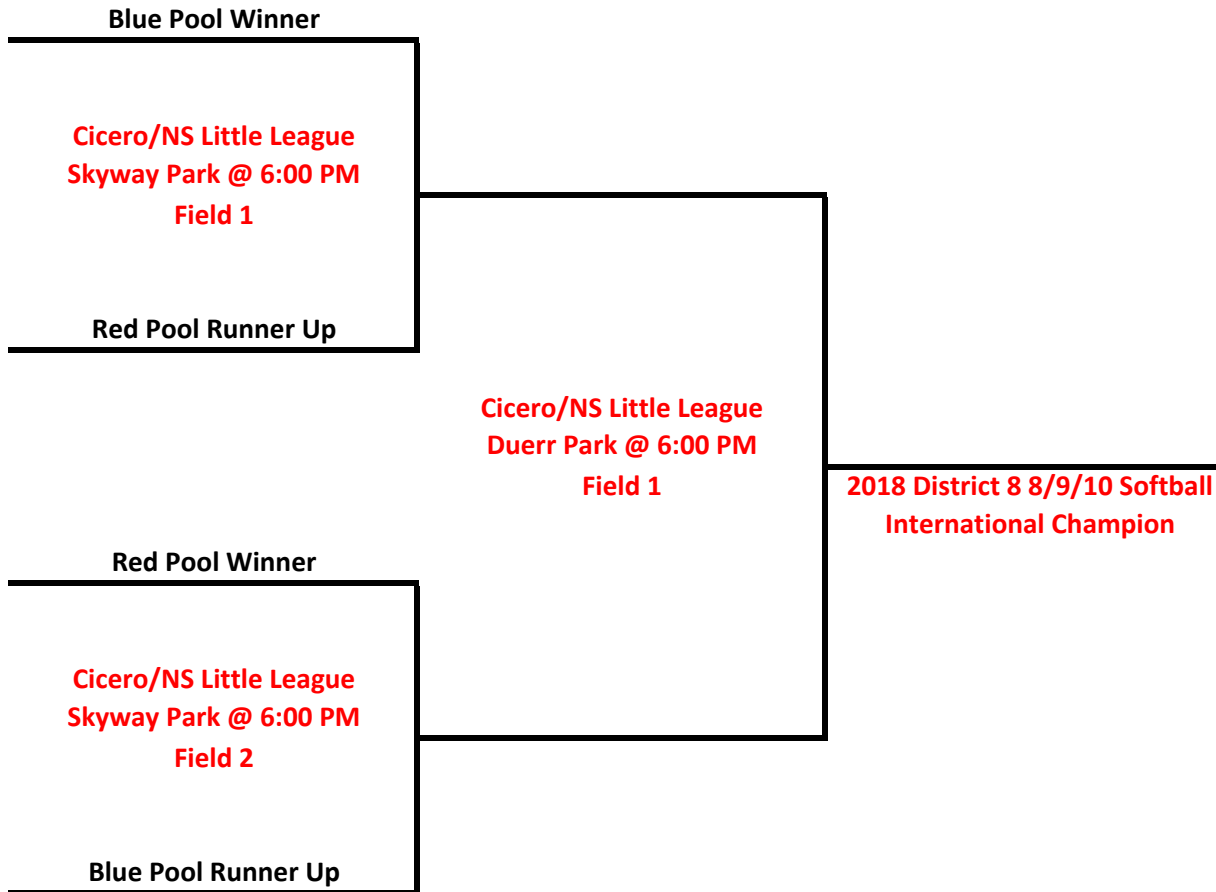 Blue Pool Winner
Cicero/NS Little League
Skyway Park @ 6:00 PM
Field 1
Red Pool Runner Up
Cicero/NS Little League
Duerr Park @ 6:00 PM
Field 1
2018 District 8 8/9/10 Softball
International Champion
Red Pool Winner
Cicero/NS Little League
Skyway Park @ 6:00 PM
Field 2
Blue Pool Runner Up